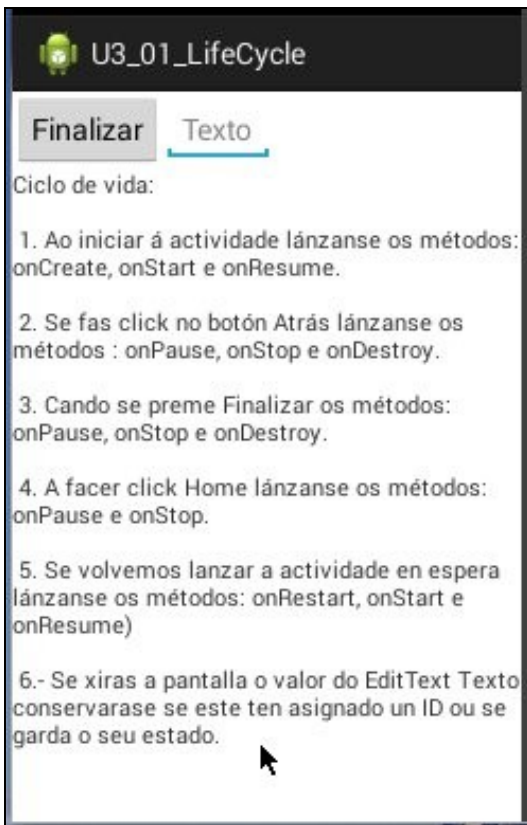 U3_01_LifeCycle
Finalizar Texto
Ciclo de vida:
1. Ao iniciar á actividade lánzanse os métodos:
onCreate, onStart e onResume.
2. Se fas click no botón Atrás lánzanse os
métodos : onPause, onStop e onDestroy.
3. Cando se preme Finalizar os métodos:
onPause, onStop e onDestroy.
4. A facer click Home lánzanse os métodos:
onPause e onStop.
5. Se volvemos lanzar a actividade en espera
lánzanse os métodos: onRestart, onStart e
onResume)
6.- Se xiras a pantalla o valor do EditText Texto
conservarase se este ten asignado un ID ou se
garda o seu estado.